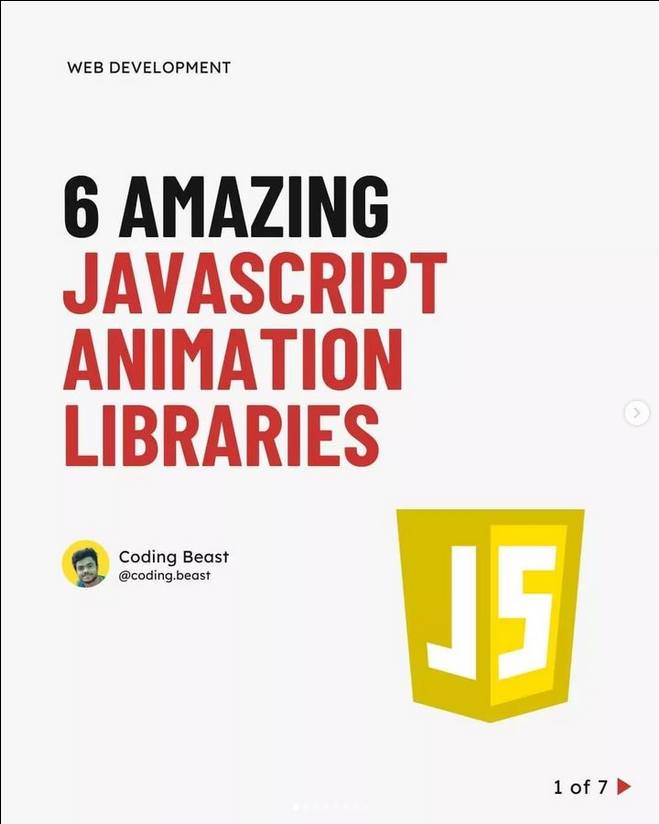 WEB DEVELOPMENT
6 AMAZING
JAVASCRIPT
ANIMATION
LIBRARIES
Coding Beast
@coding.beast
JS
1 of 7